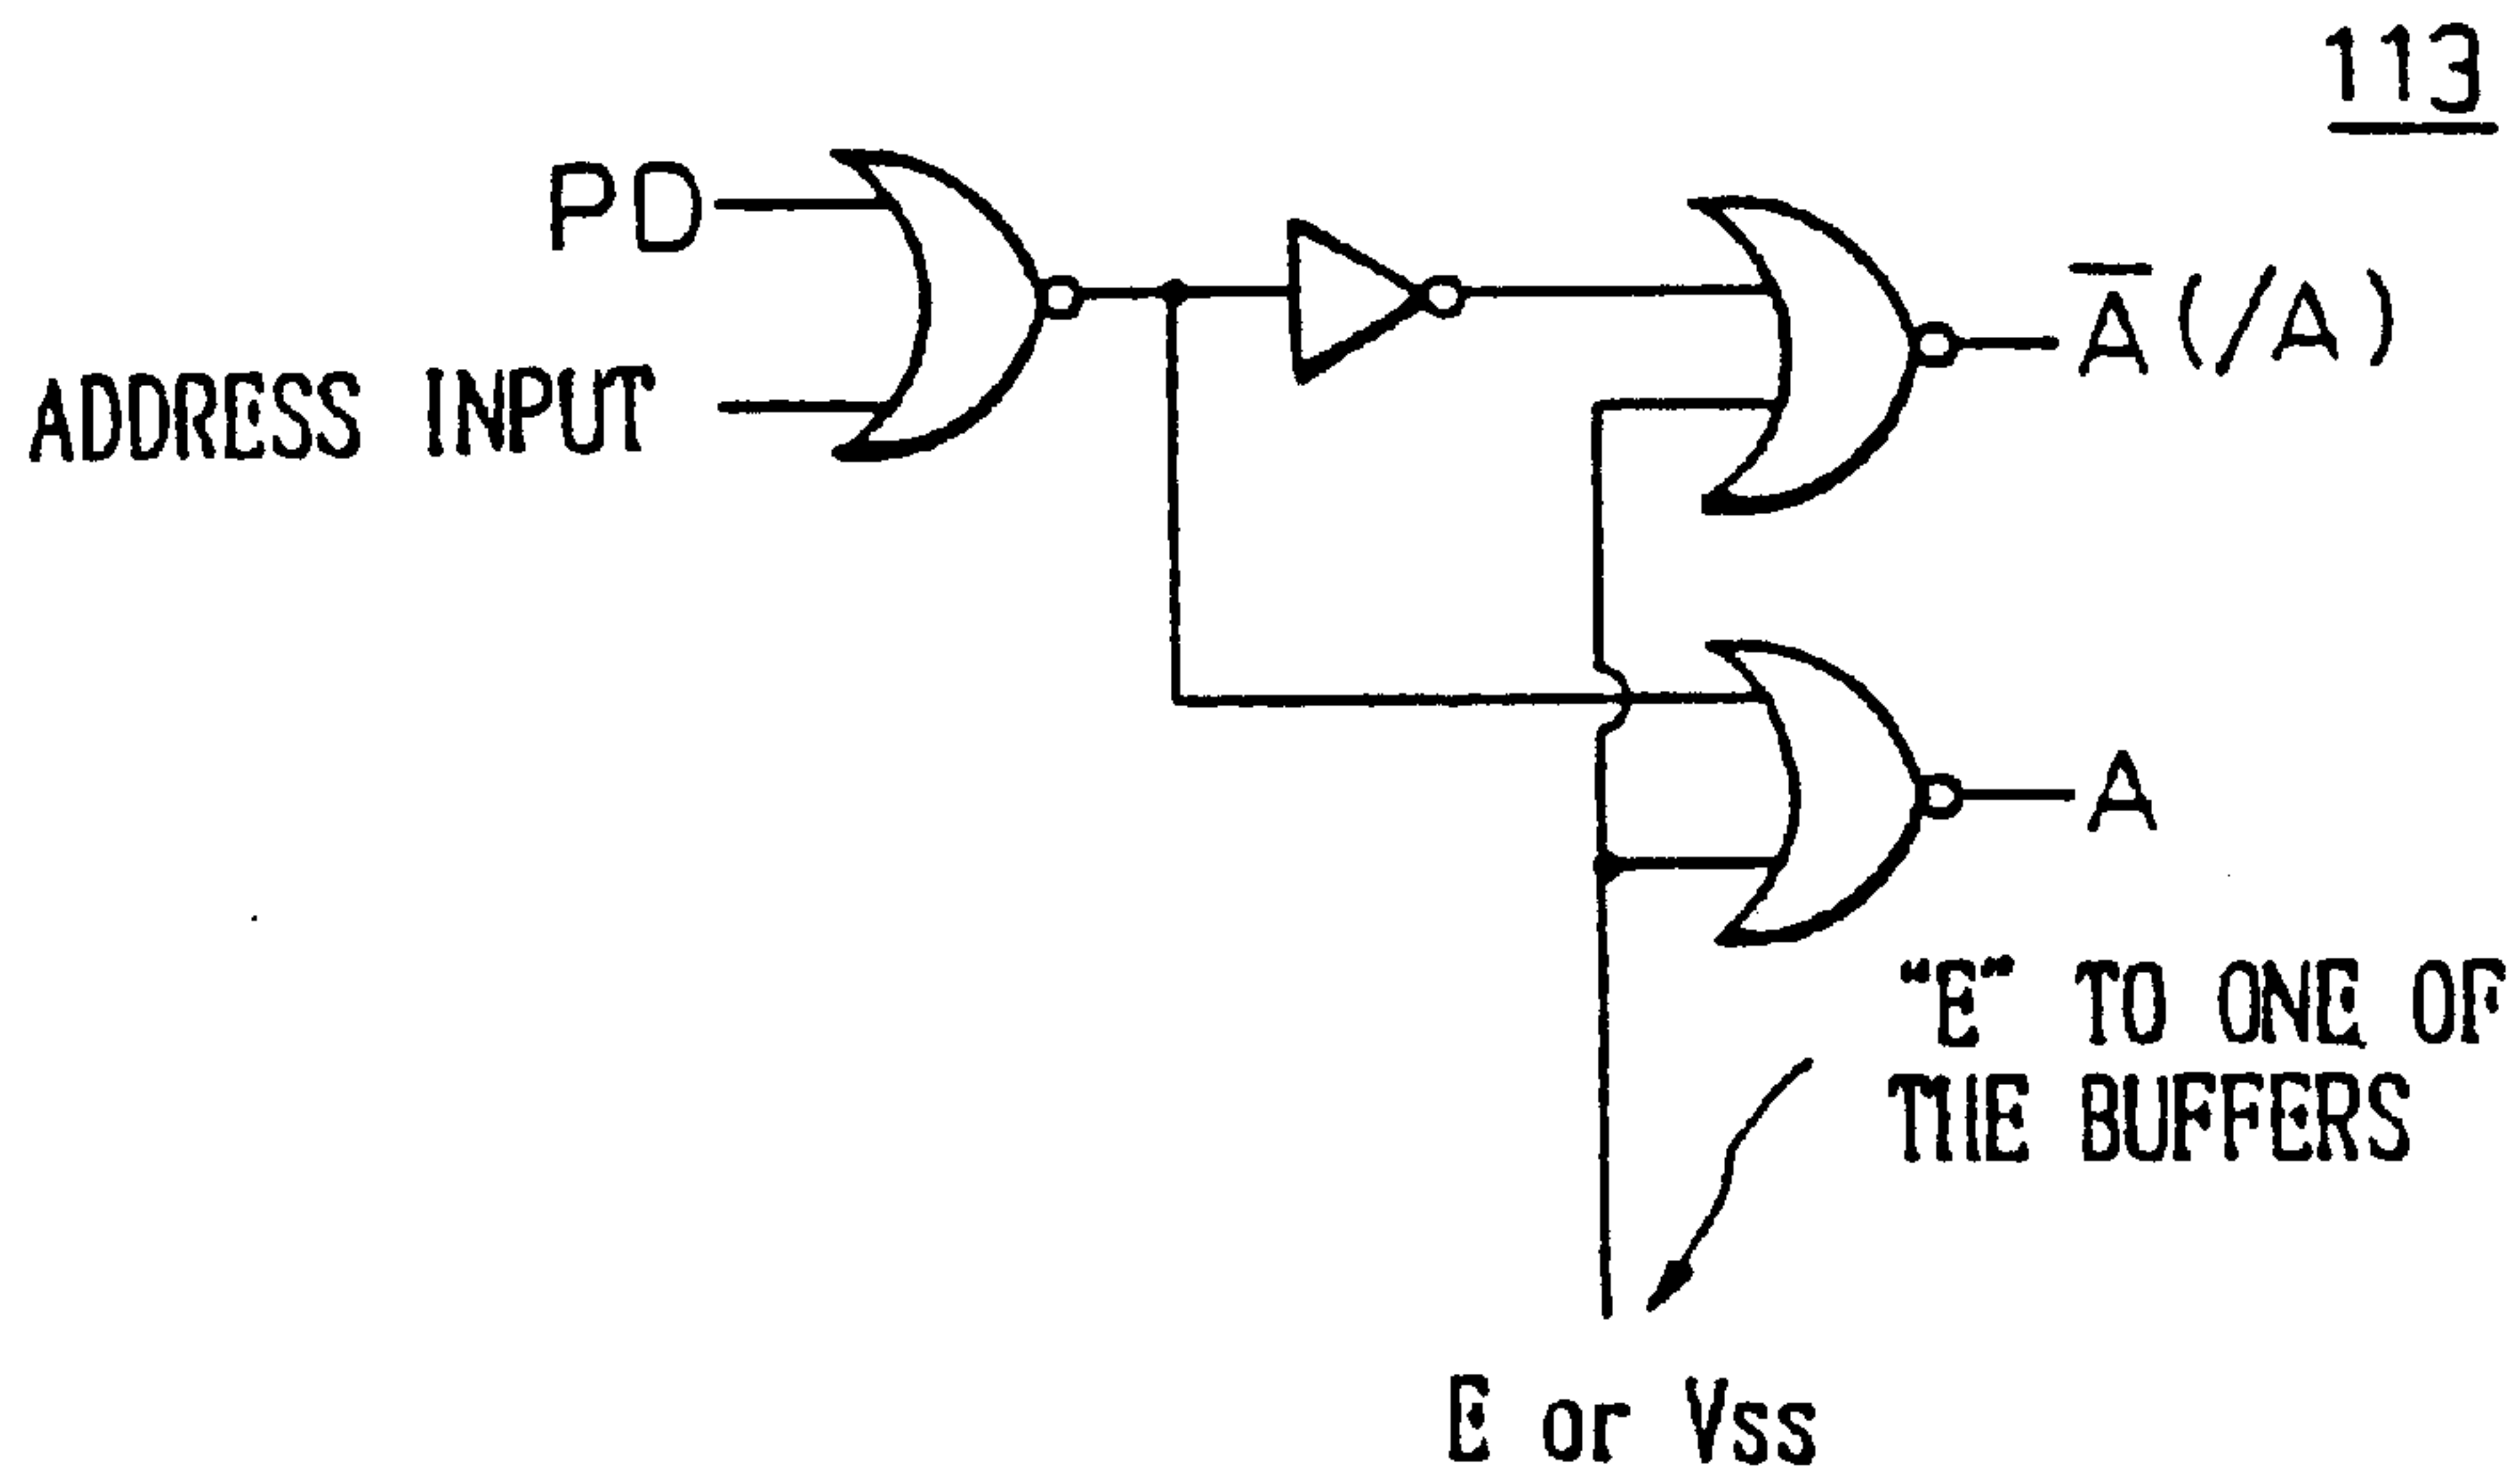 113
PD
A̅(/A)
ADDRESS INPUT
A
"E" TO ONE OF
THE BUFFERS
E or Vss